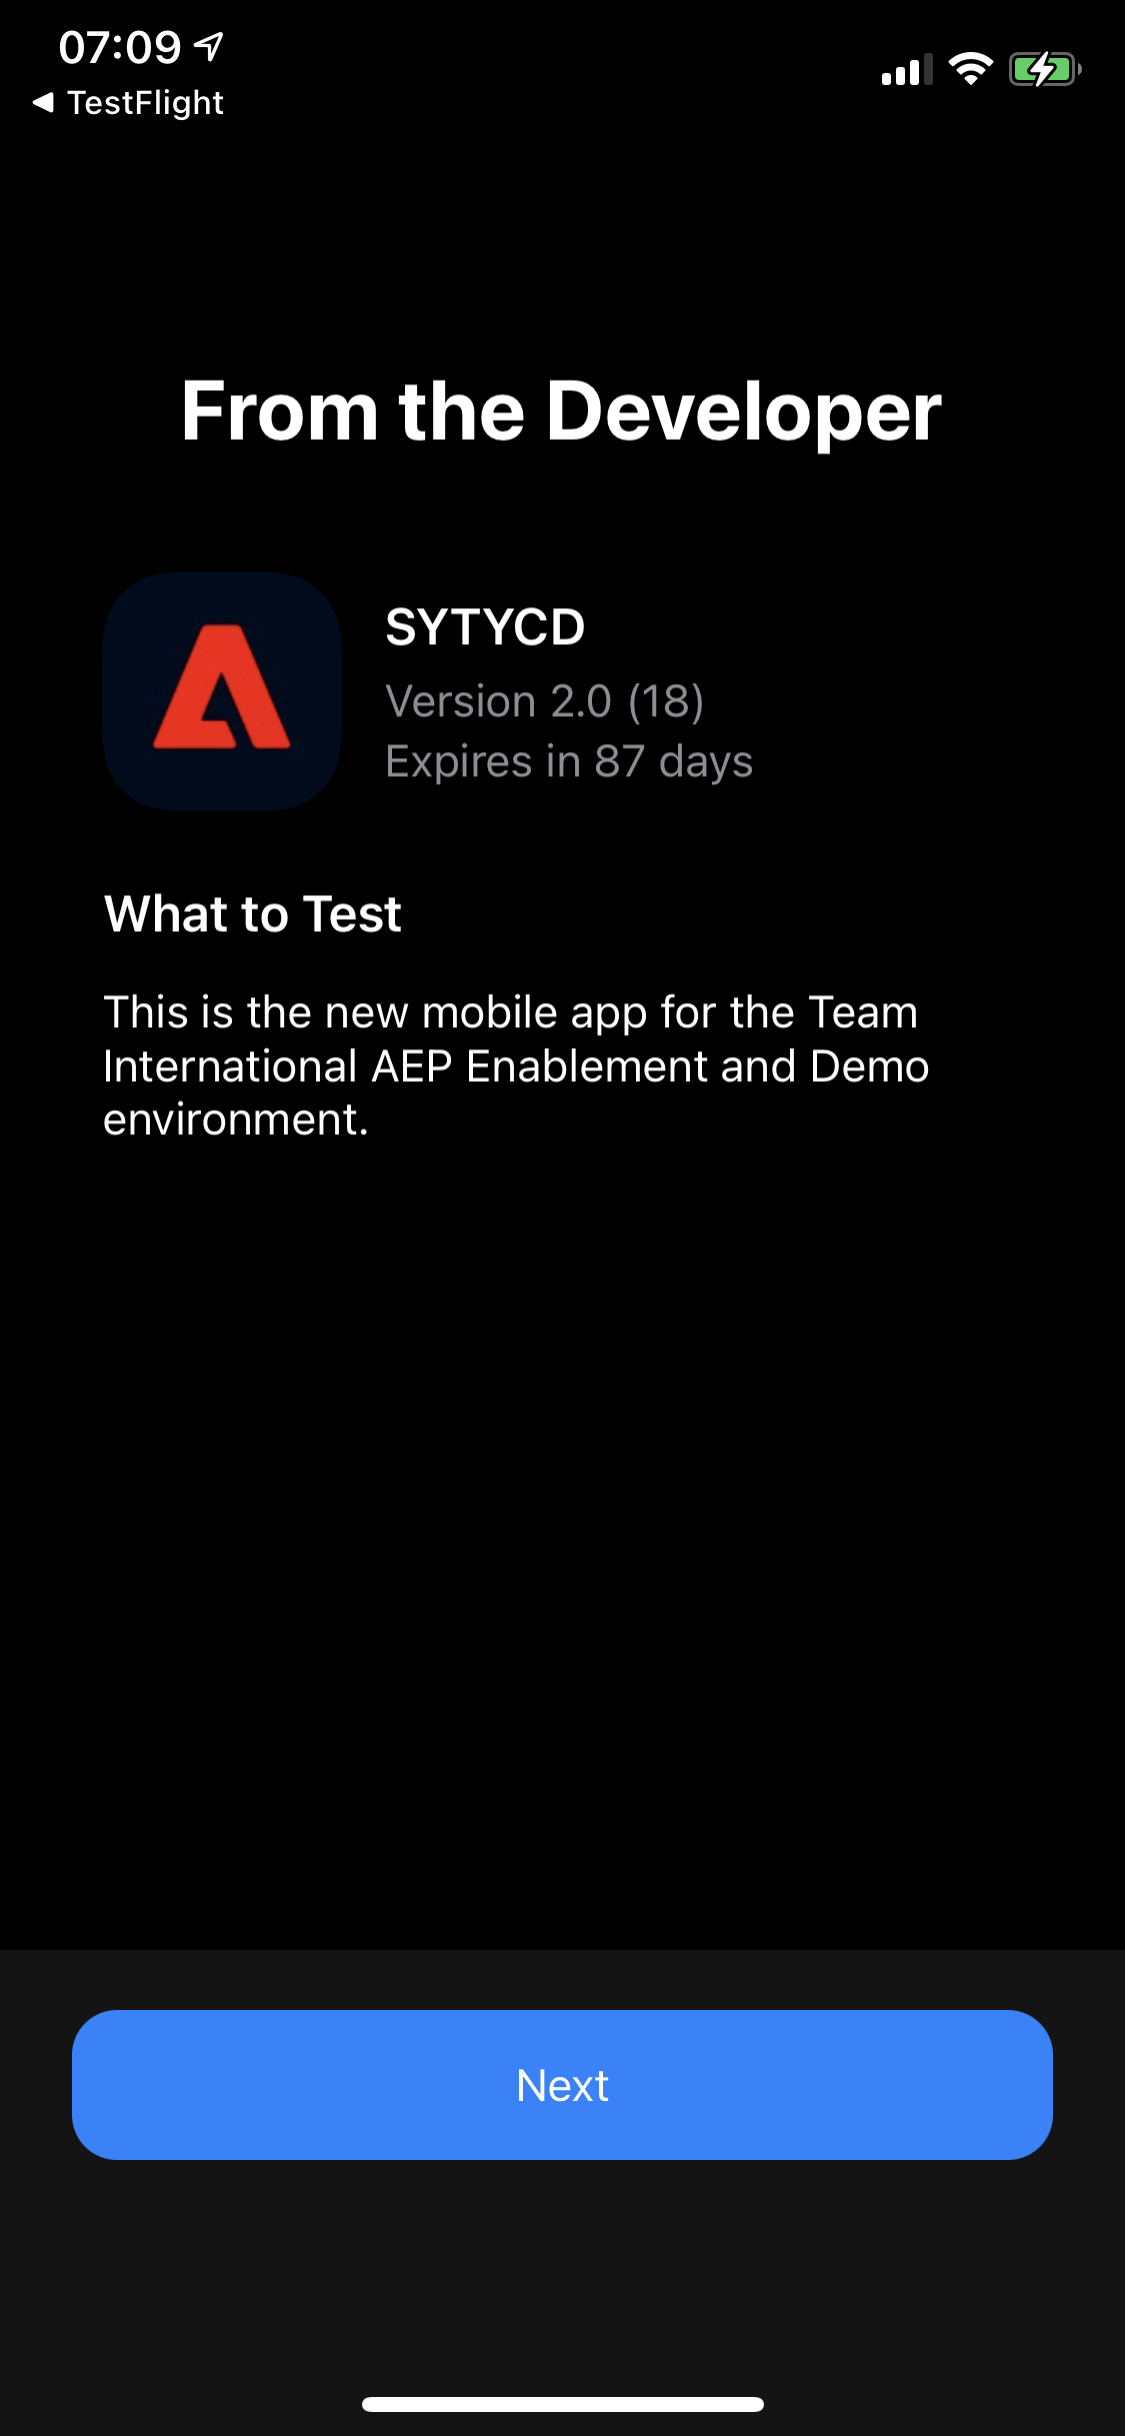 07:09
TestFlight
From the Developer
SYTYCD
Version 2.0 (18)
Expires in 87 days
What to Test
This is the new mobile app for the Team
International AEP Enablement and Demo
environment.
Next